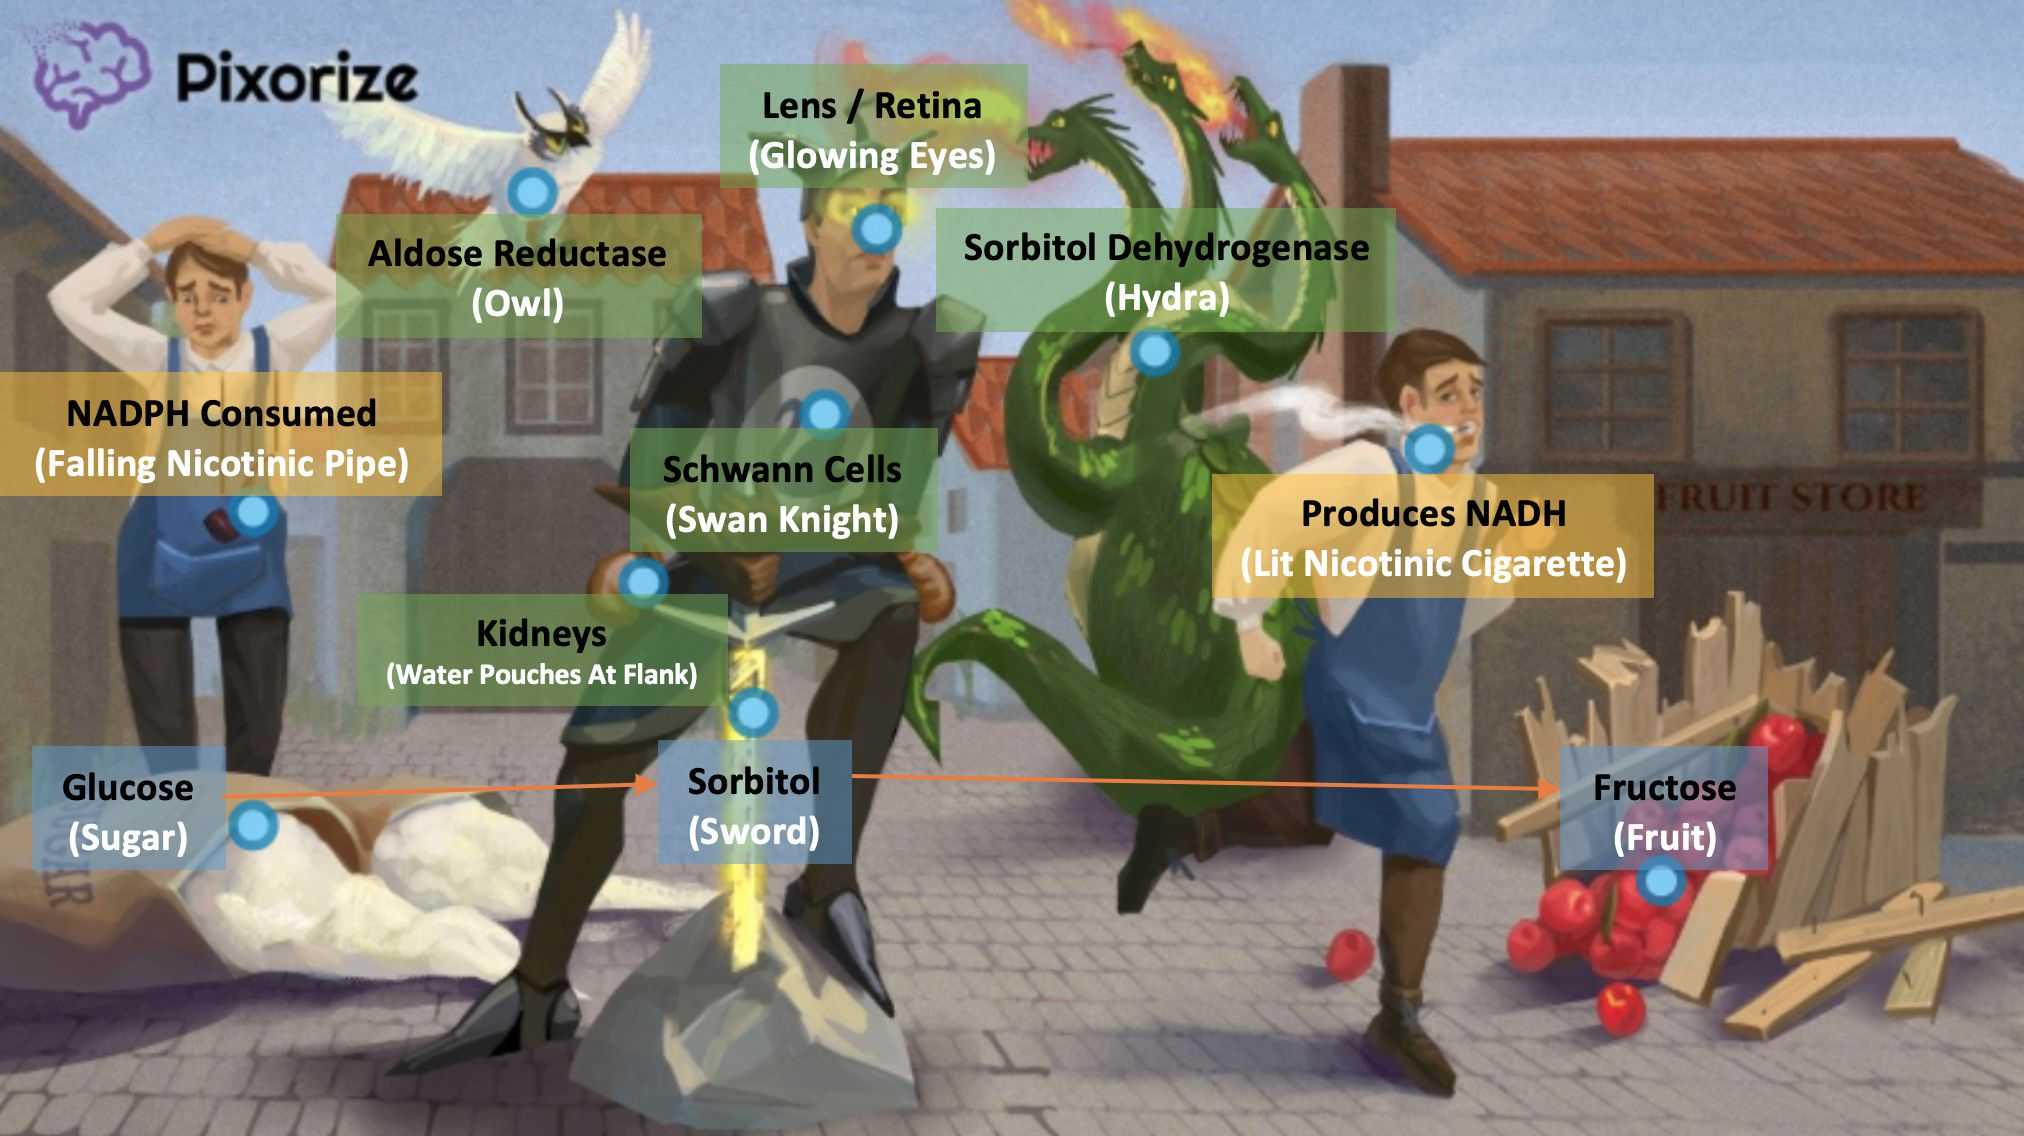 Pixorize
Lens / Retina
(Glowing Eyes)
Aldose Reductase
(Owl)
Sorbitol Dehydrogenase
(Hydra)
NADPH Consumed
(Falling Nicotinic Pipe)
Schwann Cells
(Swan Knight)
FRUIT STORE
Produces NADH
(Lit Nicotinic Cigarette)
Kidneys
(Water Pouches At Flank)
Glucose
(Sugar)
Sorbitol
(Sword)
Fructose
(Fruit)